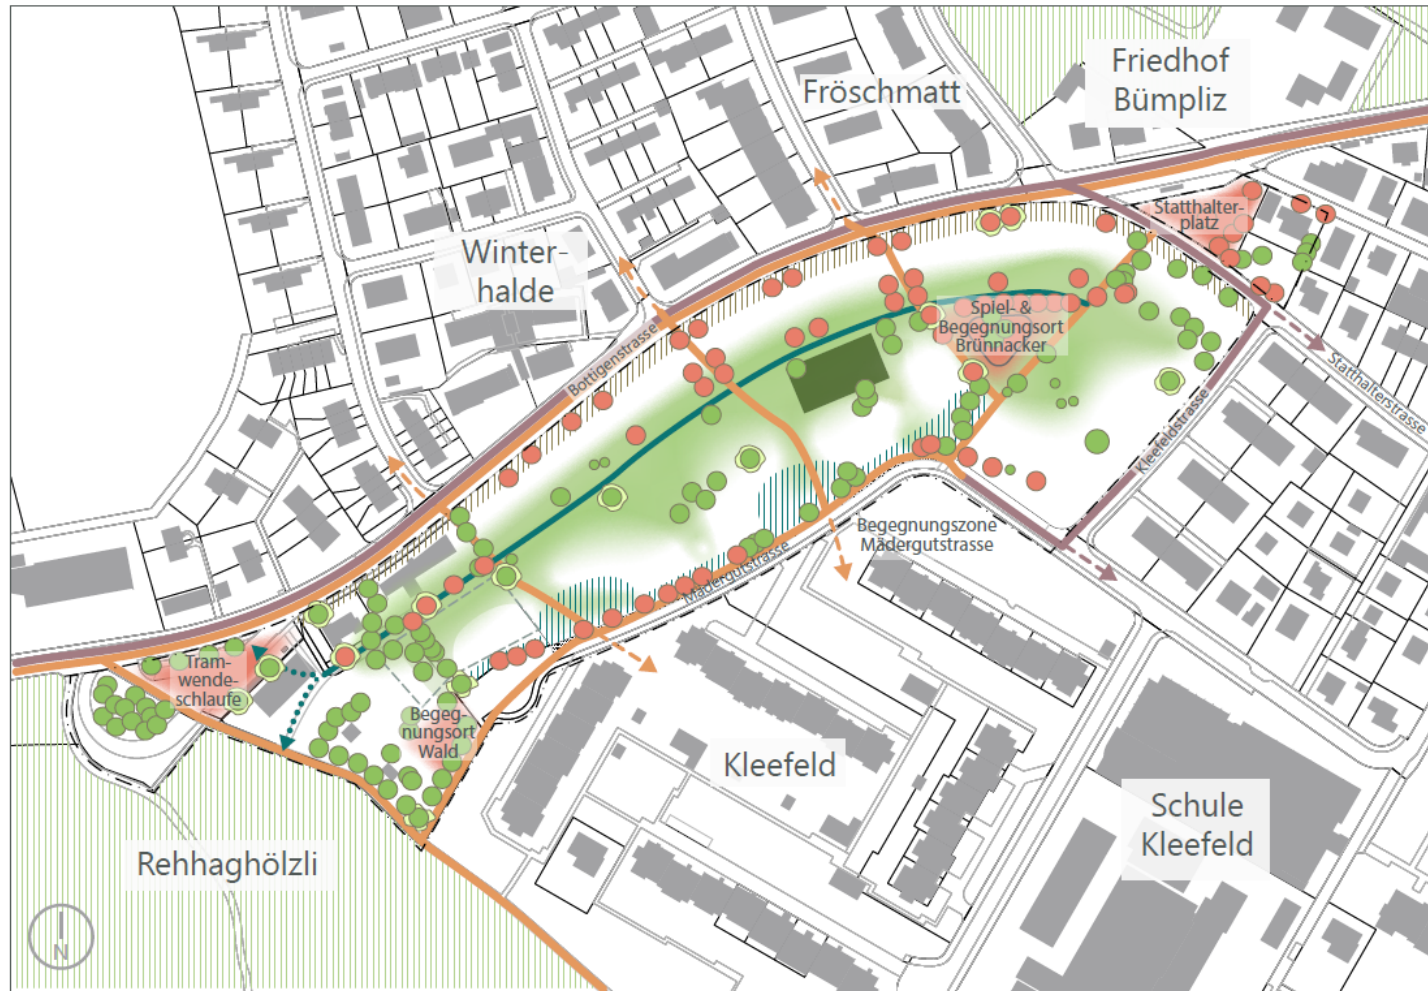 Friedhof
Bümpliz
Fröschmatt
Statthalter-
platz
Winter-
halde
Bottigenstrasse
Spiel- &
Begegnungsort
Brünnacker
Statthalterstrasse
Kleefeldstrasse
Begegnungszone
Mädergutstrasse
Mädergutstrasse
Tram-
wende-
schlaufe
Begeg-
nungsort
Wald
Kleefeld
Schule
Kleefeld
Rehhaghölzli
N